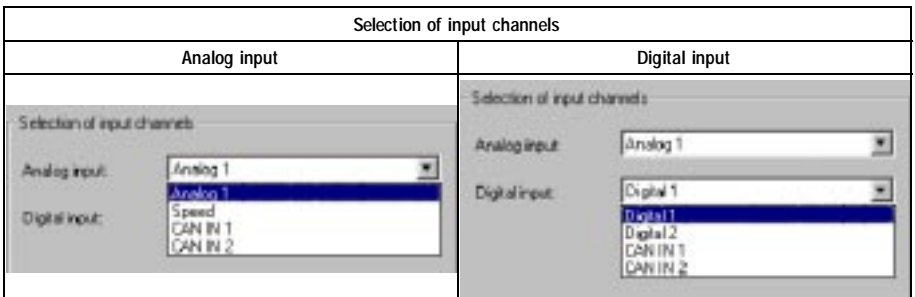 Selection of input channels
Analog input
Digital input
Selection of input channels
Analog input:
Analog 1
Analog 1
Speed
CAN IN 1
CAN IN 2
Digital input:
Selection of input channels
Analog input:
Analog 1
Digital input:
Digital 1
Digital 1
Digital 2
CAN IN 1
CAN IN 2